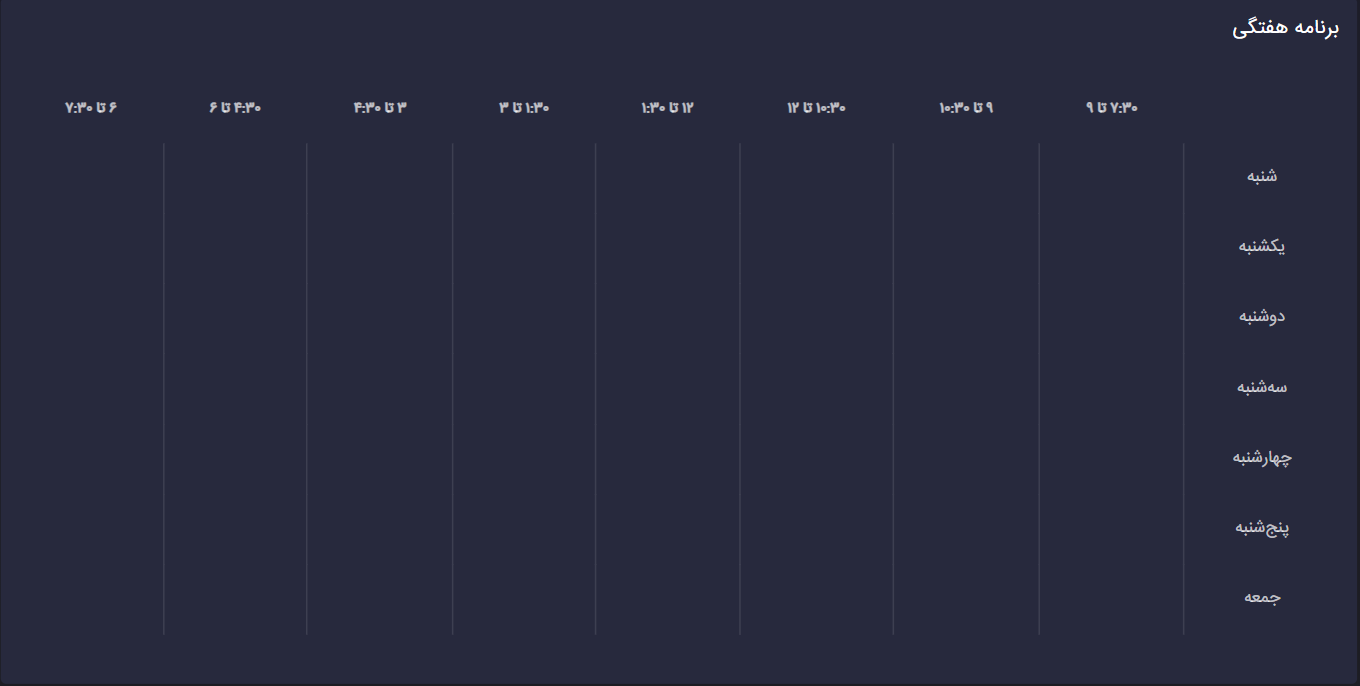 برنامه هفتگی
۷:۳۰ تا ۹ ۹ تا ۱۰:۳۰ ۱۰:۳۰ تا ۱۲ ۱۲ تا ۱:۳۰ ۱:۳۰ تا ۳ ۳ تا ۴:۳۰ ۴:۳۰ تا ۶ ۶ تا ۷:۳۰
شنبه
یکشنبه
دوشنبه
سه‌شنبه
چهارشنبه
پنج‌شنبه
جمعه